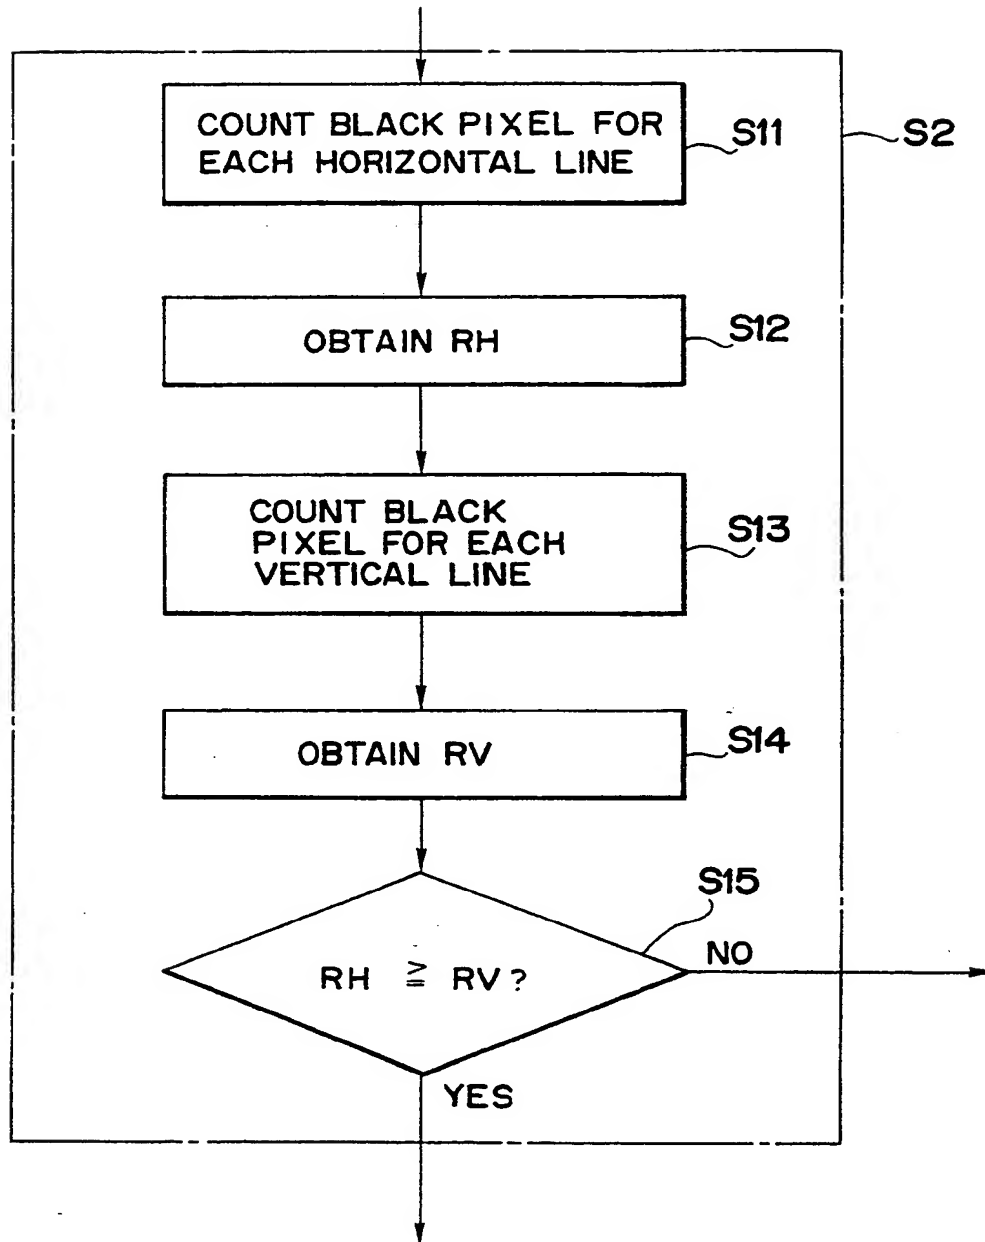 COUNT BLACK PIXEL FOR
EACH HORIZONTAL LINE
S11
S2
OBTAIN RH
S12
COUNT BLACK
PIXEL FOR EACH
VERTICAL LINE
S13
OBTAIN RV
S14
S15
RH ≧ RV?
NO
YES